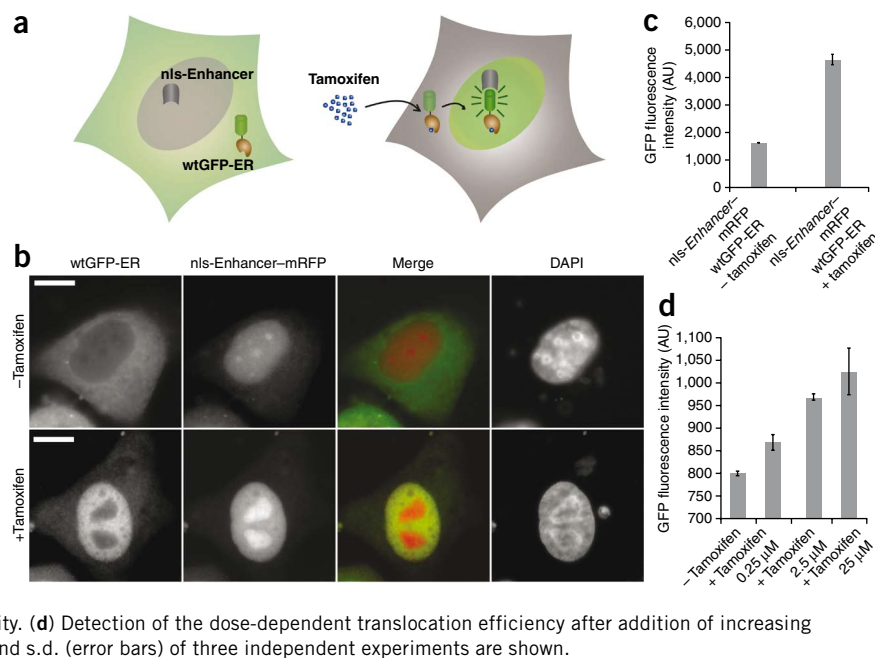 a
nls-Enhancer
wtGFP-ER
Tamoxifen
b
wtGFP-ER
nls-Enhancer–mRFP
Merge
DAPI
–Tamoxifen
+Tamoxifen
c
GFP fluorescence
intensity (AU)
6,000
5,000
4,000
3,000
2,000
1,000
0
nls-Enhancer–
mRFP
wtGFP-ER
– tamoxifen
nls-Enhancer–
mRFP
wtGFP-ER
+ tamoxifen
d
GFP fluorescence intensity (AU)
1,100
1,050
1,000
950
900
850
800
750
700
– Tamoxifen
+ Tamoxifen
0.25 µM
+ Tamoxifen
2.5 µM
+ Tamoxifen
25 µM
ity. (d) Detection of the dose-dependent translocation efficiency after addition of increasing
nd s.d. (error bars) of three independent experiments are shown.